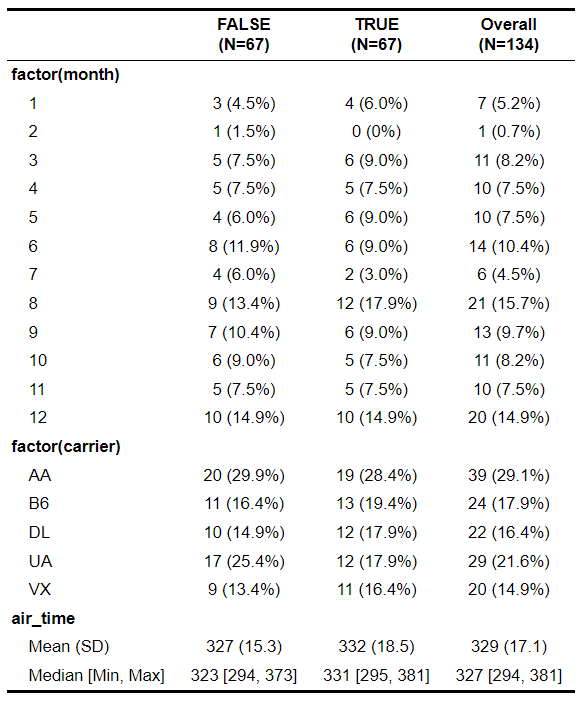 FALSE TRUE Overall
(N=67) (N=67) (N=134)
factor(month)
1 3 (4.5%) 4 (6.0%) 7 (5.2%)
2 1 (1.5%) 0 (0%) 1 (0.7%)
3 5 (7.5%) 6 (9.0%) 11 (8.2%)
4 5 (7.5%) 5 (7.5%) 10 (7.5%)
5 4 (6.0%) 6 (9.0%) 10 (7.5%)
6 8 (11.9%) 6 (9.0%) 14 (10.4%)
7 4 (6.0%) 2 (3.0%) 6 (4.5%)
8 9 (13.4%) 12 (17.9%) 21 (15.7%)
9 7 (10.4%) 6 (9.0%) 13 (9.7%)
10 6 (9.0%) 5 (7.5%) 11 (8.2%)
11 5 (7.5%) 5 (7.5%) 10 (7.5%)
12 10 (14.9%) 10 (14.9%) 20 (14.9%)
factor(carrier)
AA 20 (29.9%) 19 (28.4%) 39 (29.1%)
B6 11 (16.4%) 13 (19.4%) 24 (17.9%)
DL 10 (14.9%) 12 (17.9%) 22 (16.4%)
UA 17 (25.4%) 12 (17.9%) 29 (21.6%)
VX 9 (13.4%) 11 (16.4%) 20 (14.9%)
air_time
Mean (SD) 327 (15.3) 332 (18.5) 329 (17.1)
Median [Min, Max] 323 [294, 373] 331 [295, 381] 327 [294, 381]